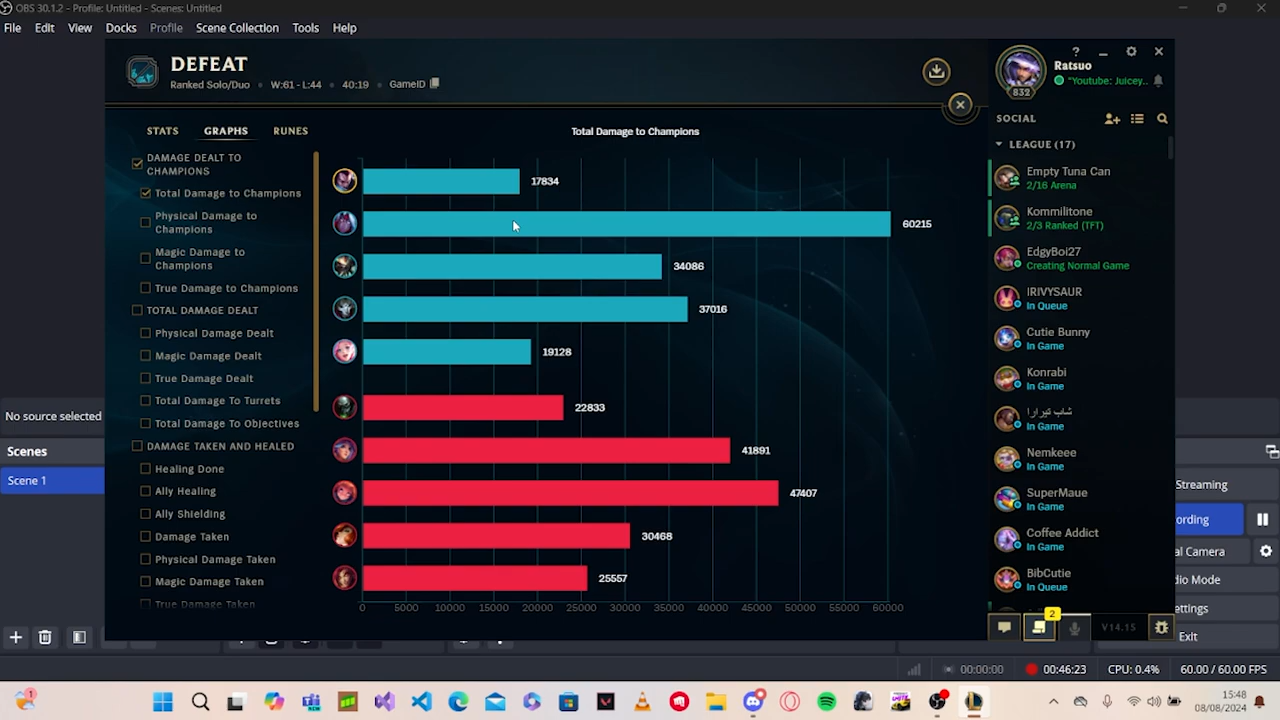 OBS 30.1.2 - Profile: Untitled - Scenes: Untitled
File Edit View Docks Profile Scene Collection Tools Help
DEFEAT
Ranked Solo/Duo • W:61 - L:44 • 40:19 • GameID
STATS GRAPHS RUNES
Total Damage to Champions
DAMAGE DEALT TO
CHAMPIONS
Total Damage to Champions
Physical Damage to
Champions
Magic Damage to
Champions
True Damage to Champions
TOTAL DAMAGE DEALT
Physical Damage Dealt
Magic Damage Dealt
True Damage Dealt
Total Damage To Turrets
Total Damage To Objectives
DAMAGE TAKEN AND HEALED
Healing Done
Ally Healing
Ally Shielding
Damage Taken
Physical Damage Taken
Magic Damage Taken
True Damage Taken
17834
60215
34086
37016
19128
22833
41891
47407
30468
25557
0 5000 10000 15000 20000 25000 30000 35000 40000 45000 50000 55000 60000
?
832
Ratsuo
"Youtube: Juicey..
SOCIAL
LEAGUE (17)
Empty Tuna Can
2/16 Arena
Kommilitone
2/3 Ranked (TFT)
EdgyBoi27
Creating Normal Game
IRIVYSAUR
In Queue
Cutie Bunny
In Game
Konrabi
In Game
شاب تيرارا
In Game
Nemkeee
In Game
SuperMaue
In Game
Coffee Addict
In Game
BibCutie
In Queue
2
V14.15
No source selected
Scenes
Scene 1
Streaming
ording
al Camera
dio Mode
ettings
Exit
00:00:00 00:46:23 CPU: 0.4% 60.00 / 60.00 FPS
1
NEW
15:48
08/08/2024